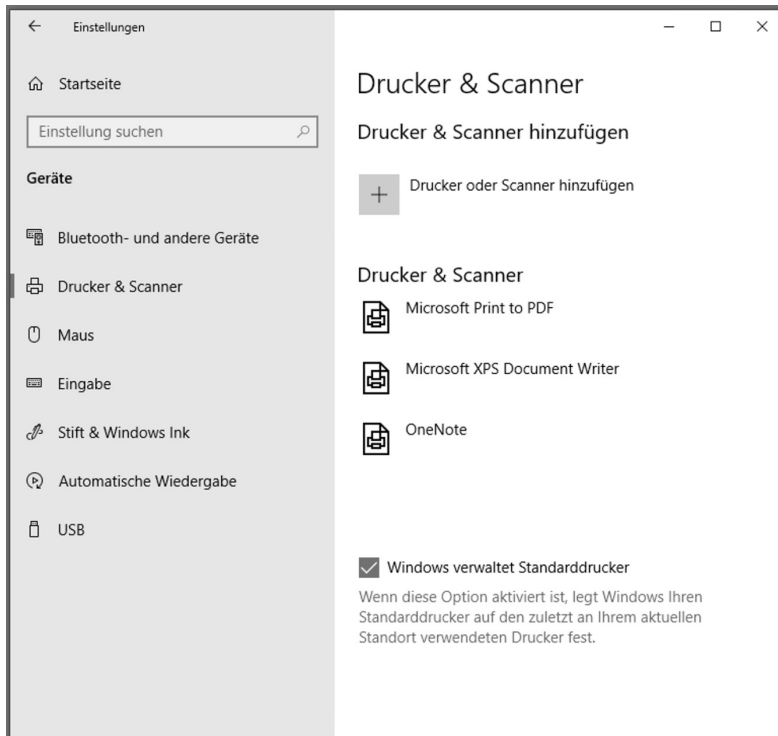 Einstellungen
Startseite
Einstellung suchen
Geräte
Bluetooth- und andere Geräte
Drucker & Scanner
Maus
Eingabe
Stift & Windows Ink
Automatische Wiedergabe
USB
Drucker & Scanner
Drucker & Scanner hinzufügen
Drucker oder Scanner hinzufügen
Drucker & Scanner
Microsoft Print to PDF
Microsoft XPS Document Writer
OneNote
Windows verwaltet Standarddrucker
Wenn diese Option aktiviert ist, legt Windows Ihren
Standarddrucker auf den zuletzt an Ihrem aktuellen
Standort verwendeten Drucker fest.